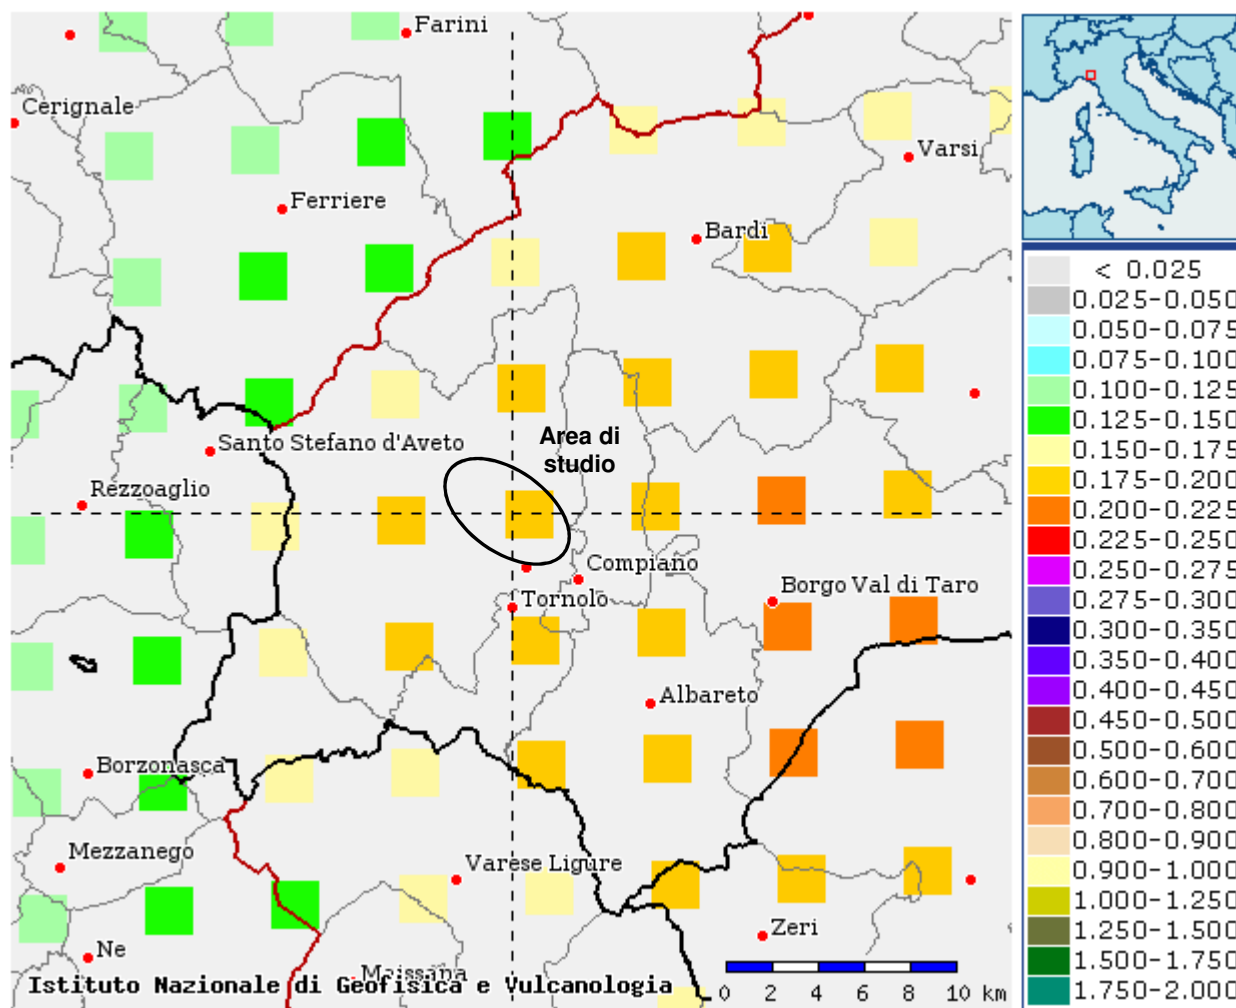 Farini
Cerignale
Varsi
Ferriere
Bardi
Area di
studio
Santo Stefano d'Aveto
Rezzoaglio
Compiano
Borgo Val di Taro
Tornolo
Albareto
Borzonasca
Mezzanego
Varese Ligure
Zeri
Ne
Maissana
Istituto Nazionale di Geofisica e Vulcanologia
0 2 4 6 8 10 km
< 0.025
0.025-0.050
0.050-0.075
0.075-0.100
0.100-0.125
0.125-0.150
0.150-0.175
0.175-0.200
0.200-0.225
0.225-0.250
0.250-0.275
0.275-0.300
0.300-0.350
0.350-0.400
0.400-0.450
0.450-0.500
0.500-0.600
0.600-0.700
0.700-0.800
0.800-0.900
0.900-1.000
1.000-1.250
1.250-1.500
1.500-1.750
1.750-2.000